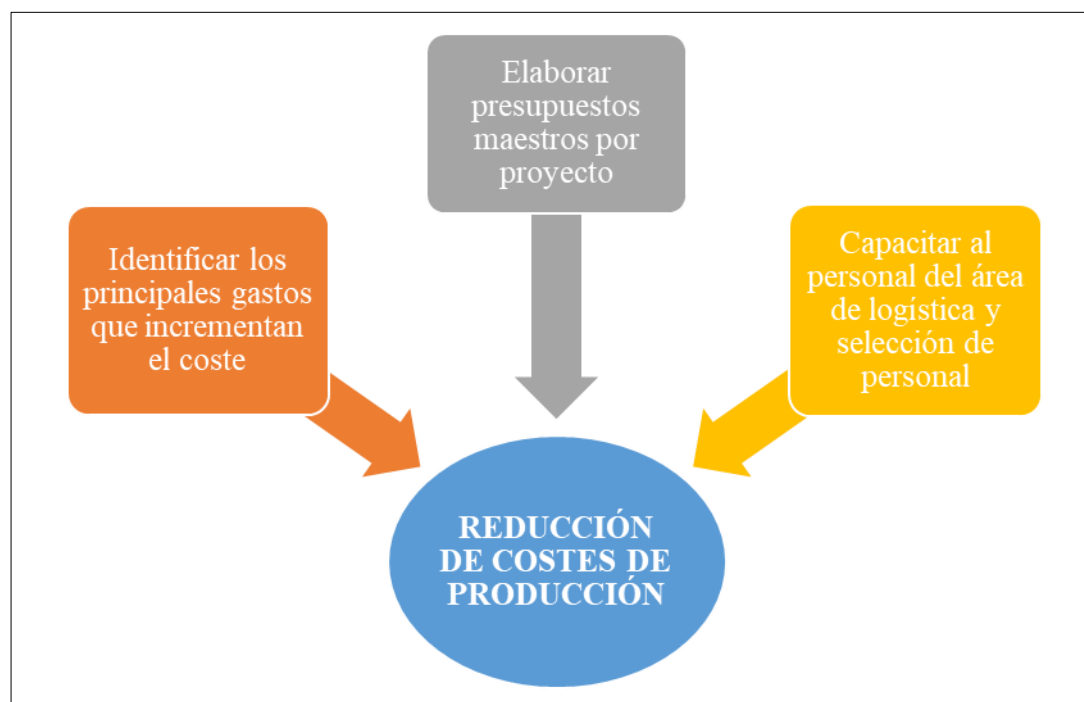 Elaborar
presupuestos
maestros por
proyecto
Identificar los
principales gastos
que incrementan
el coste
Capacitar al
personal del área
de logística y
selección de
personal
REDUCCIÓN
DE COSTES DE
PRODUCCIÓN